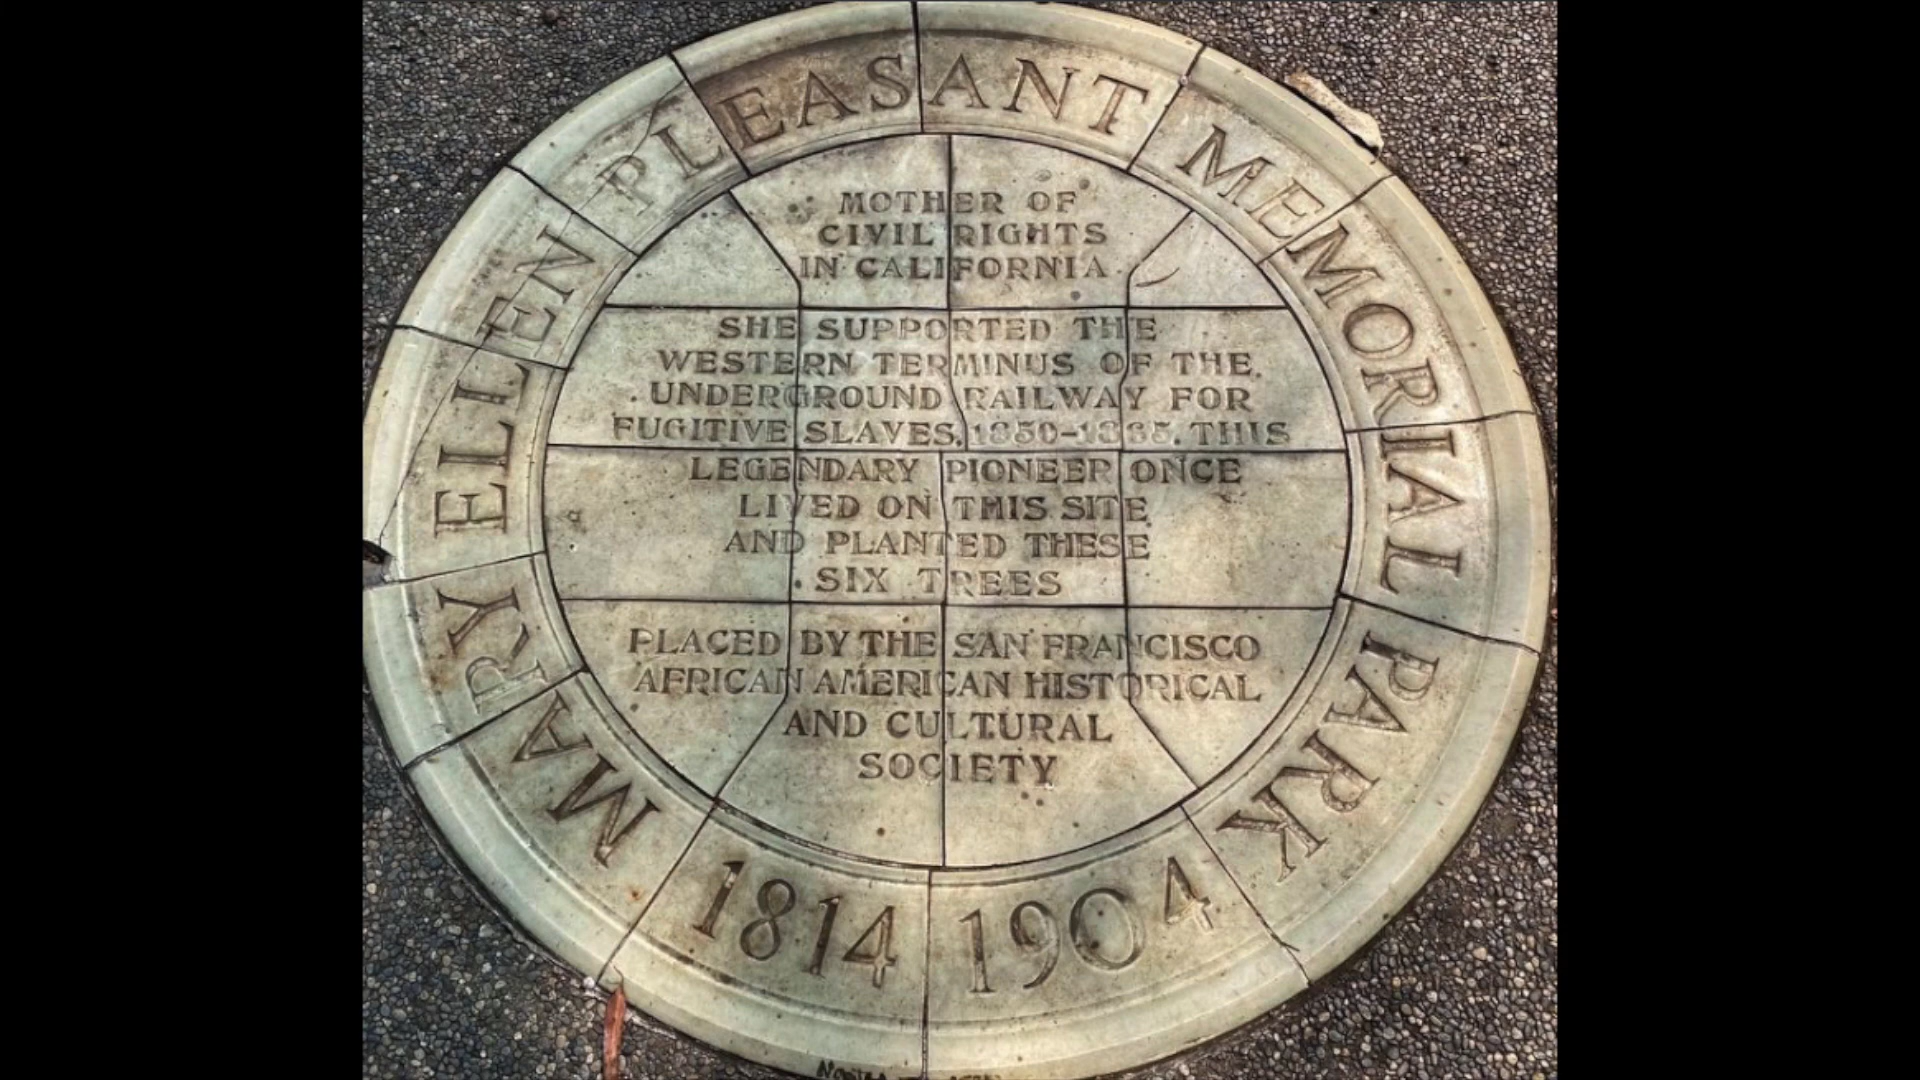 MARY ELLEN PLEASANT MEMORIAL PARK
MOTHER OF
CIVIL RIGHTS
IN CALIFORNIA
SHE SUPPORTED THE
WESTERN TERMINUS OF THE
UNDERGROUND RAILWAY FOR
FUGITIVE SLAVES, 1850-1865. THIS
LEGENDARY PIONEER ONCE
LIVED ON THIS SITE
AND PLANTED THESE
SIX TREES
PLACED BY THE SAN FRANCISCO
AFRICAN AMERICAN HISTORICAL
AND CULTURAL
SOCIETY
1814 1904